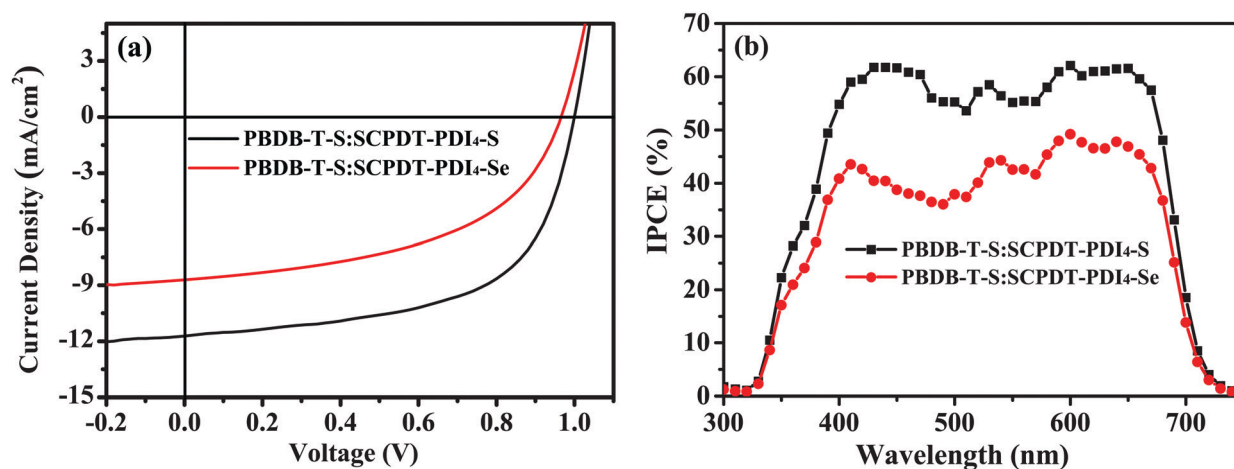 (a)
Current Density (mA/cm²)
3
0
-3
-6
-9
-12
-15
PBDB-T-S:SCPDT-PDI₄-S
PBDB-T-S:SCPDT-PDI₄-Se
-0.2 0.0 0.2 0.4 0.6 0.8 1.0
Voltage (V)
(b)
IPCE (%)
70
60
50
40
30
20
10
0
PBDB-T-S:SCPDT-PDI₄-S
PBDB-T-S:SCPDT-PDI₄-Se
300 400 500 600 700
Wavelength (nm)